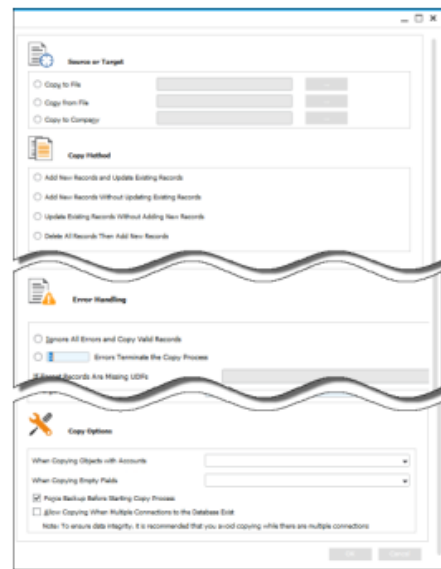 Source or Target
Copy to File
Copy from File
Copy to Company
Copy Method
Add New Records and Update Existing Records
Add New Records Without Updating Existing Records
Update Existing Records Without Adding New Records
Delete All Records Then Add New Records
Error Handling
Ignore All Errors and Copy Valid Records
Errors Terminate the Copy Process
Records Are Missing UDFs
Copy Options
When Copying Objects with Accounts
When Copying Empty Fields
Force Backup Before Starting Copy Process
Allow Copying When Multiple Connections to the Database Exist
Note: To ensure data integrity, it is recommended that you avoid copying while there are multiple connections
OK Cancel